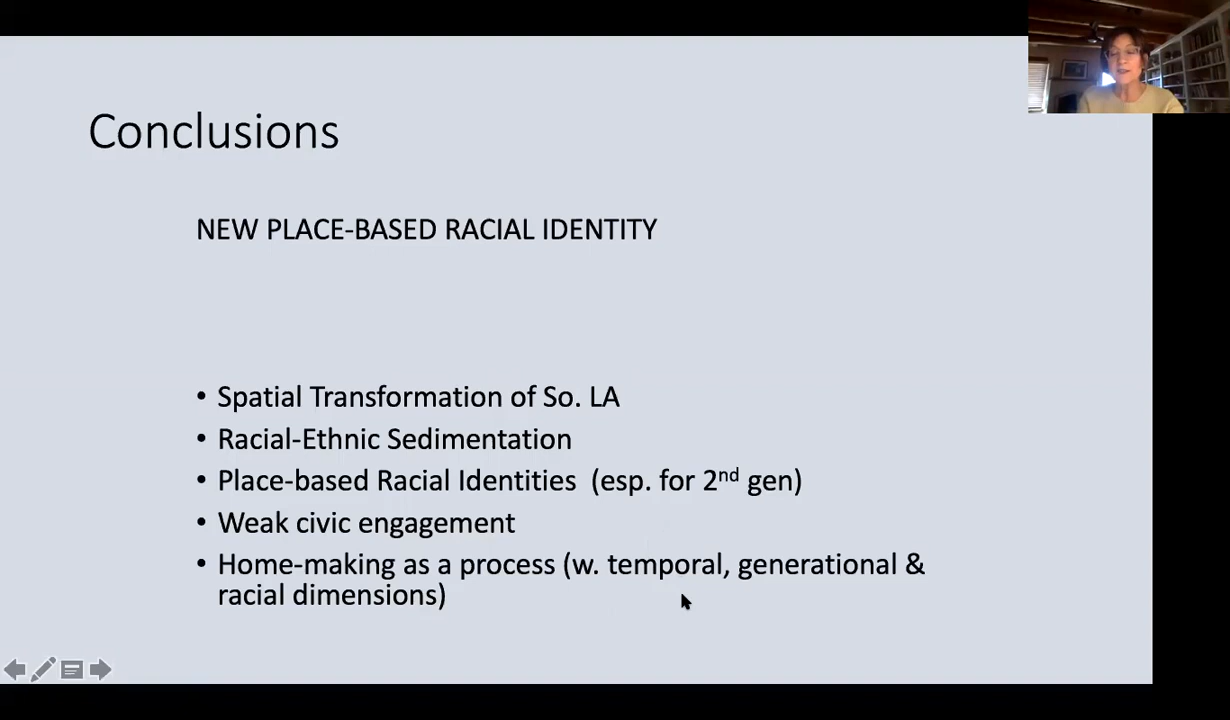 Conclusions
NEW PLACE-BASED RACIAL IDENTITY
• Spatial Transformation of So. LA
• Racial-Ethnic Sedimentation
• Place-based Racial Identities (esp. for 2nd gen)
• Weak civic engagement
• Home-making as a process (w. temporal, generational &
racial dimensions)